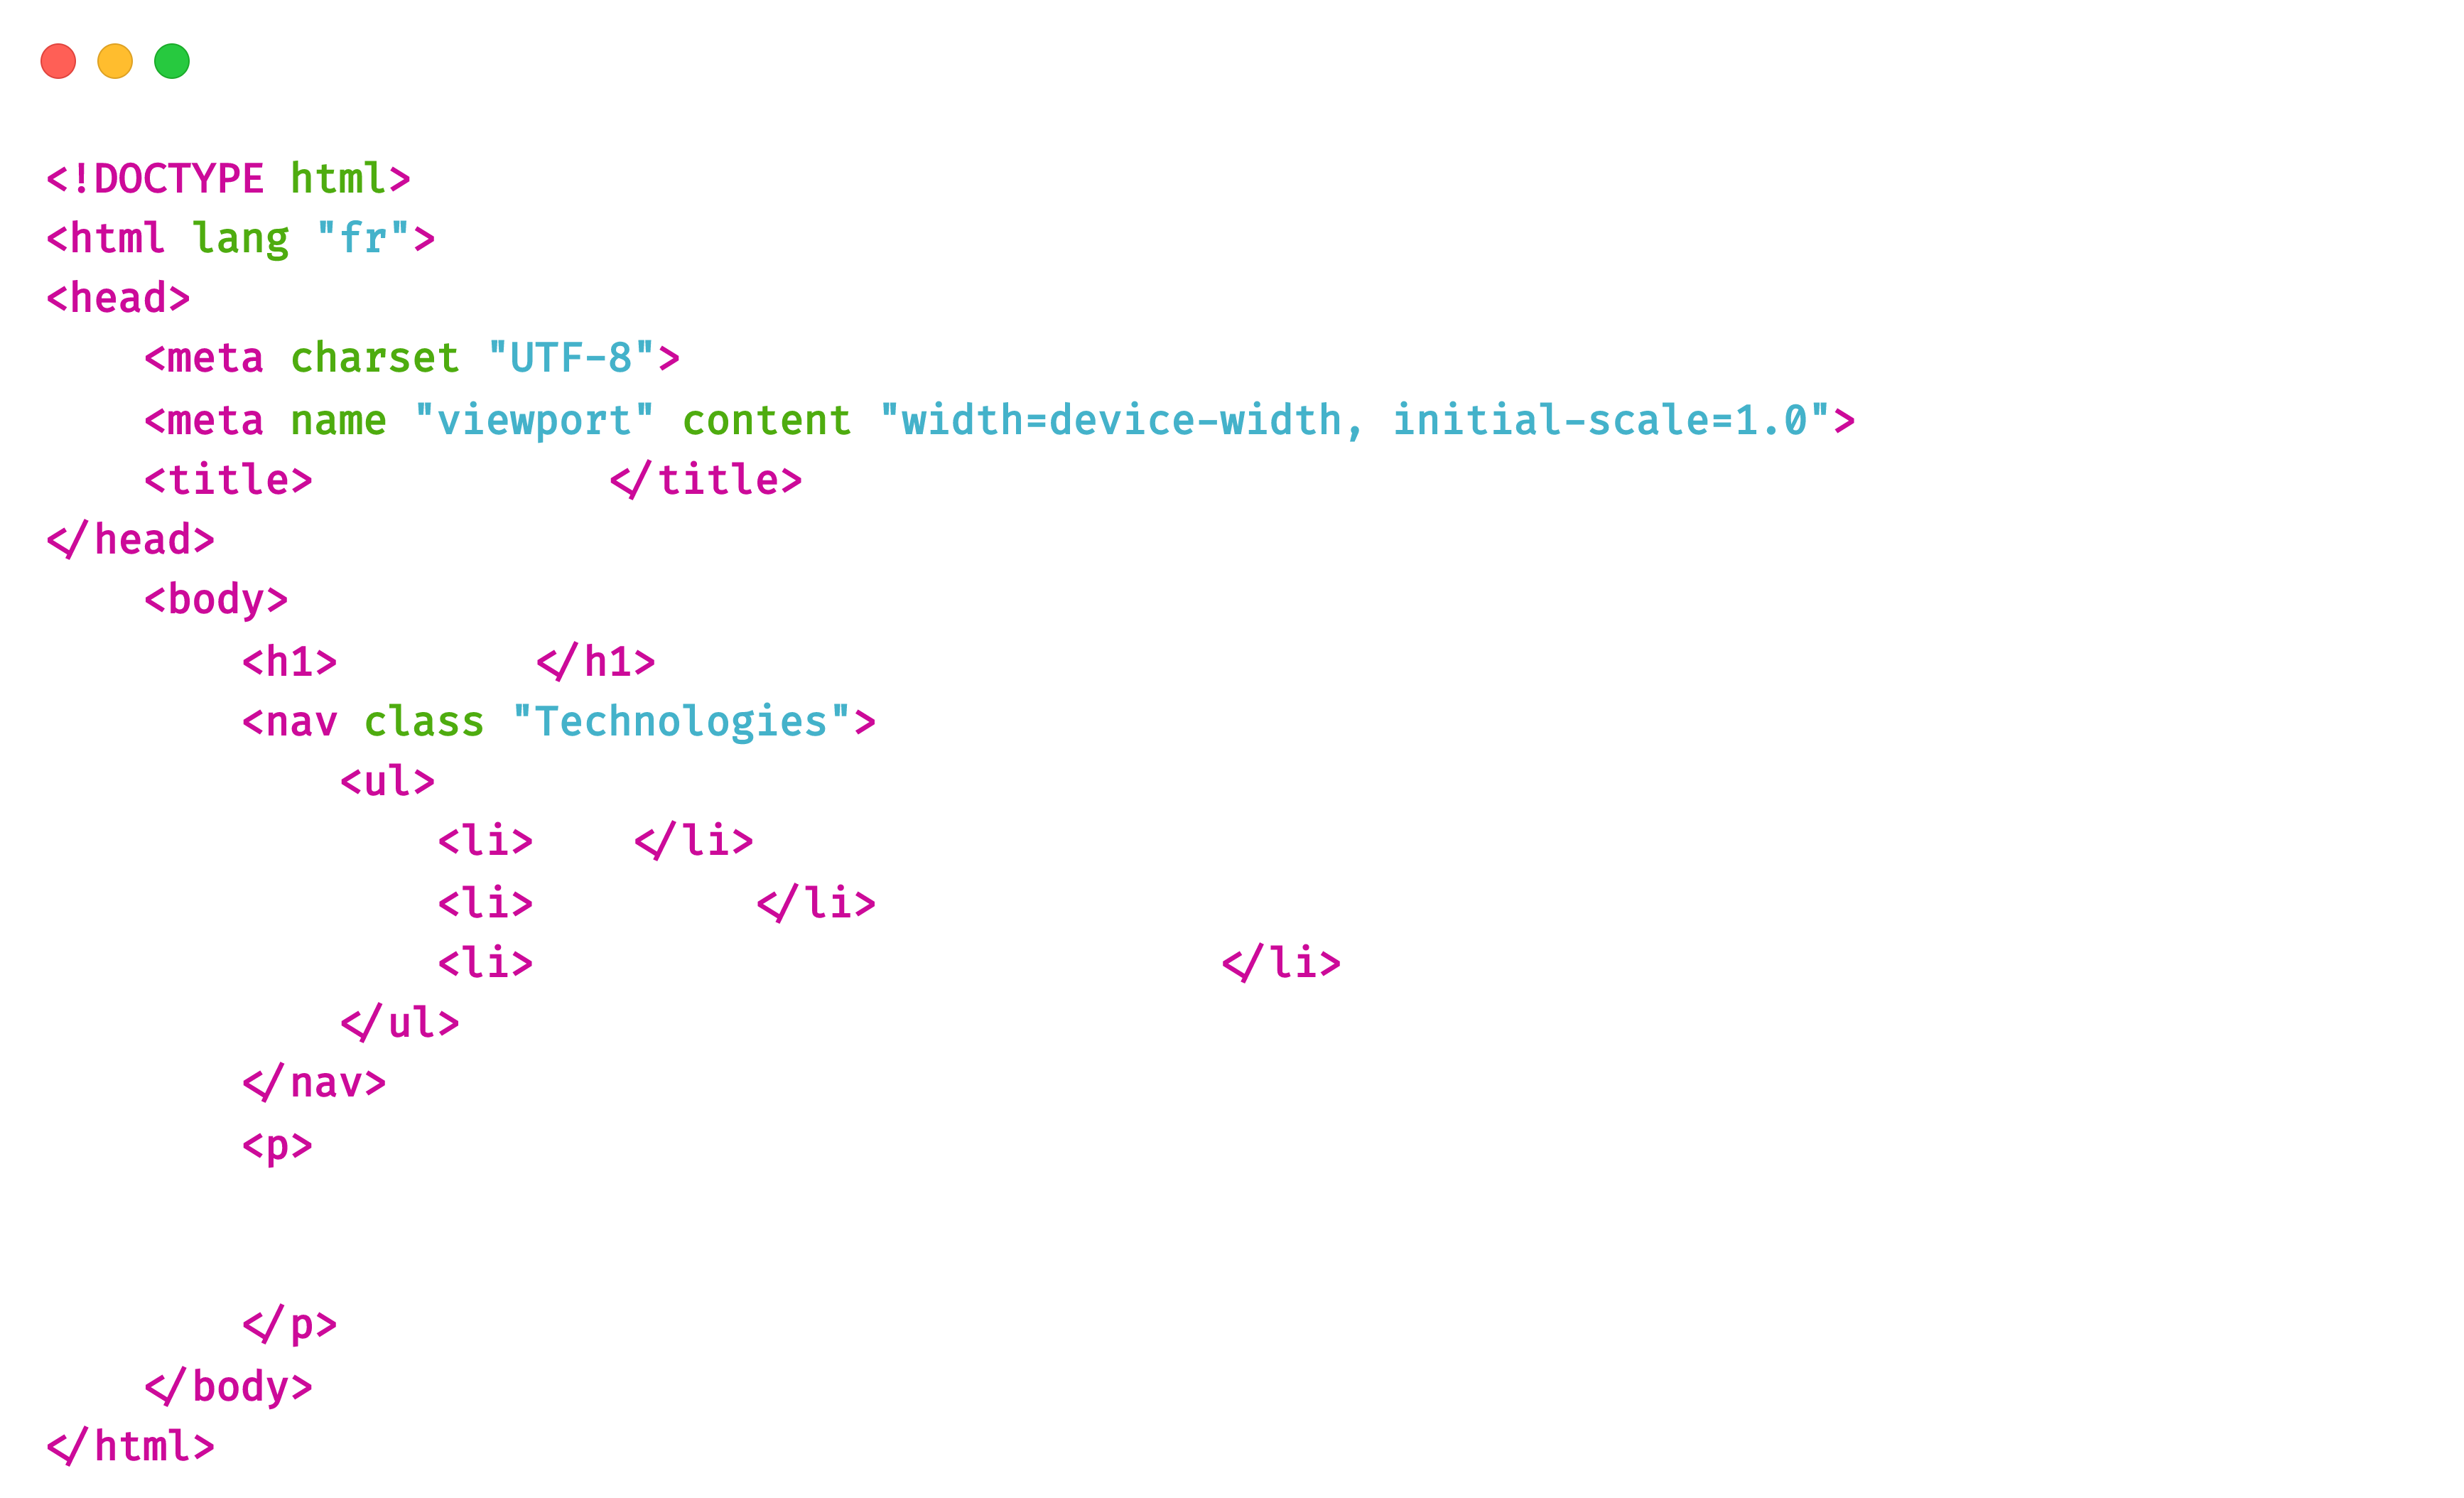 <!DOCTYPE html>
<html lang "fr">
<head>
    <meta charset "UTF-8">
    <meta name "viewport" content "width=device-width, initial-scale=1.0">
    <title>            </title>
</head>
    <body>
        <h1>        </h1>
        <nav class "Technologies">
            <ul>
                <li>    </li>
                <li>         </li>
                <li>                            </li>
            </ul>
        </nav>
        <p>
        </p>
    </body>
</html>